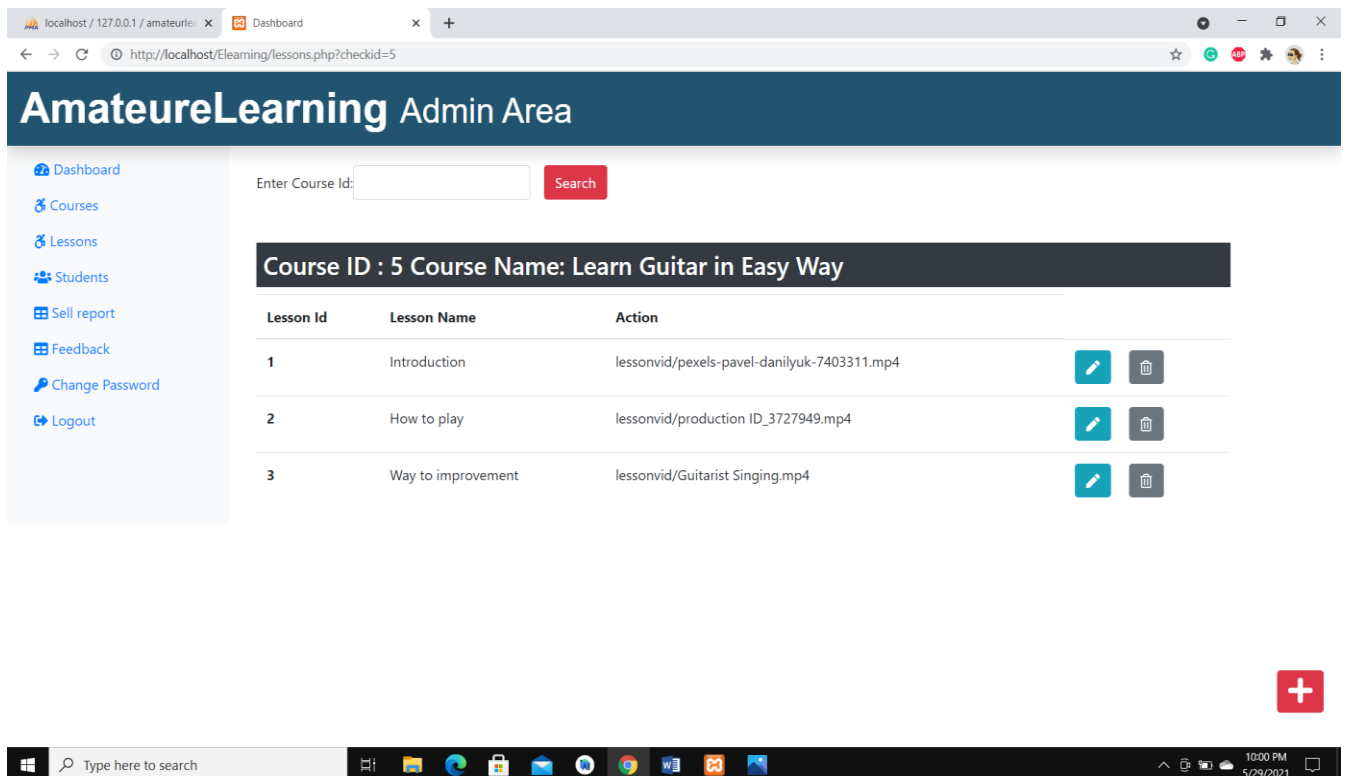 localhost / 127.0.0.1 / amateurle
Dashboard
http://localhost/Elearning/lessons.php?checkid=5
ABP
AmateureLearning Admin Area
Dashboard
Courses
Lessons
Students
Sell report
Feedback
Change Password
Logout
Enter Course Id:
Search
Course ID : 5 Course Name: Learn Guitar in Easy Way
Lesson Id Lesson Name Action
1 Introduction lessonvid/pexels-pavel-danilyuk-7403311.mp4
2 How to play lessonvid/production ID_3727949.mp4
3 Way to improvement lessonvid/Guitarist Singing.mp4
Type here to search
10:00 PM
5/29/2021